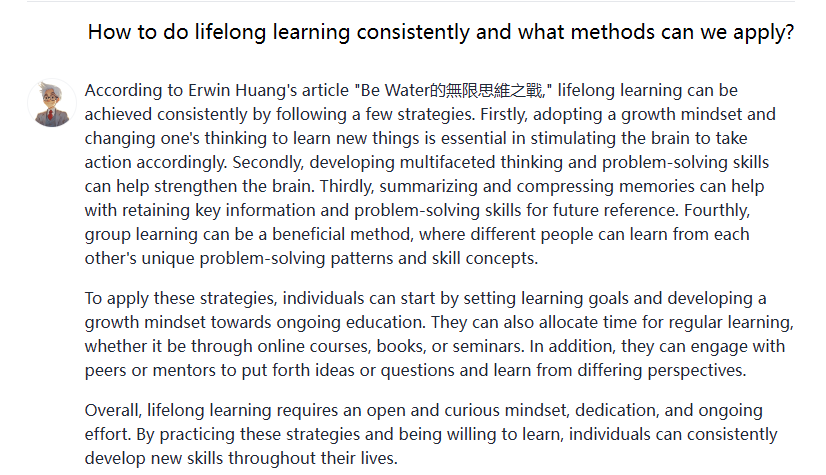 How to do lifelong learning consistently and what methods can we apply?
According to Erwin Huang's article "Be Water的無限思維之戰," lifelong learning can be
achieved consistently by following a few strategies. Firstly, adopting a growth mindset and
changing one's thinking to learn new things is essential in stimulating the brain to take
action accordingly. Secondly, developing multifaceted thinking and problem-solving skills
can help strengthen the brain. Thirdly, summarizing and compressing memories can help
with retaining key information and problem-solving skills for future reference. Fourthly,
group learning can be a beneficial method, where different people can learn from each
other's unique problem-solving patterns and skill concepts.
To apply these strategies, individuals can start by setting learning goals and developing a
growth mindset towards ongoing education. They can also allocate time for regular learning,
whether it be through online courses, books, or seminars. In addition, they can engage with
peers or mentors to put forth ideas or questions and learn from differing perspectives.
Overall, lifelong learning requires an open and curious mindset, dedication, and ongoing
effort. By practicing these strategies and being willing to learn, individuals can consistently
develop new skills throughout their lives.